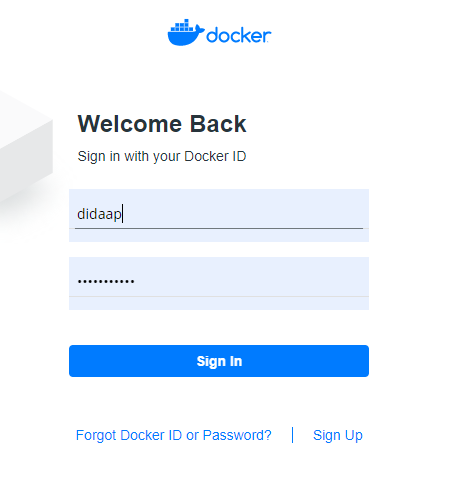 docker
Welcome Back
Sign in with your Docker ID
didaap
•••••••••••
Sign In
Forgot Docker ID or Password? | Sign Up